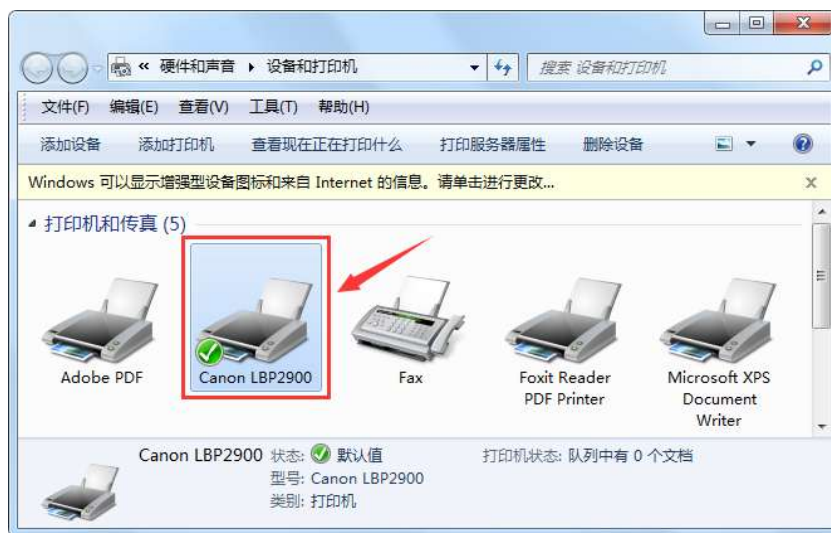 « 硬件和声音 ▸ 设备和打印机 搜索 设备和打印机
文件(F) 编辑(E) 查看(V) 工具(T) 帮助(H)
添加设备 添加打印机 查看现在正在打印什么 打印服务器属性 删除设备
Windows 可以显示增强型设备图标和来自 Internet 的信息。请单击进行更改...
打印机和传真 (5)
Adobe PDF
Canon LBP2900
Fax
Foxit Reader
PDF Printer
Microsoft XPS
Document
Writer
Canon LBP2900 状态: 默认值 打印机状态: 队列中有 0 个文档
型号: Canon LBP2900
类别: 打印机